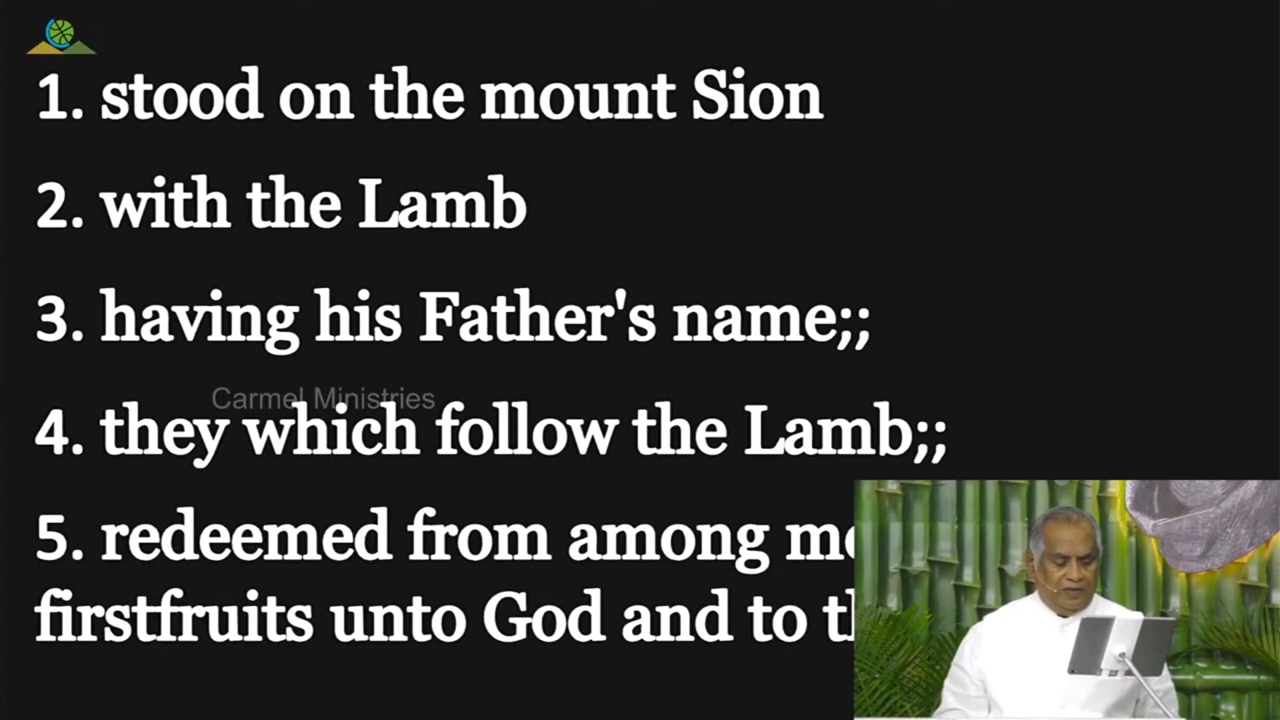 1. stood on the mount Sion
2. with the Lamb
3. having his Father's name;;
Carmel Ministries
4. they which follow the Lamb;;
5. redeemed from among
firstfruits unto God and to